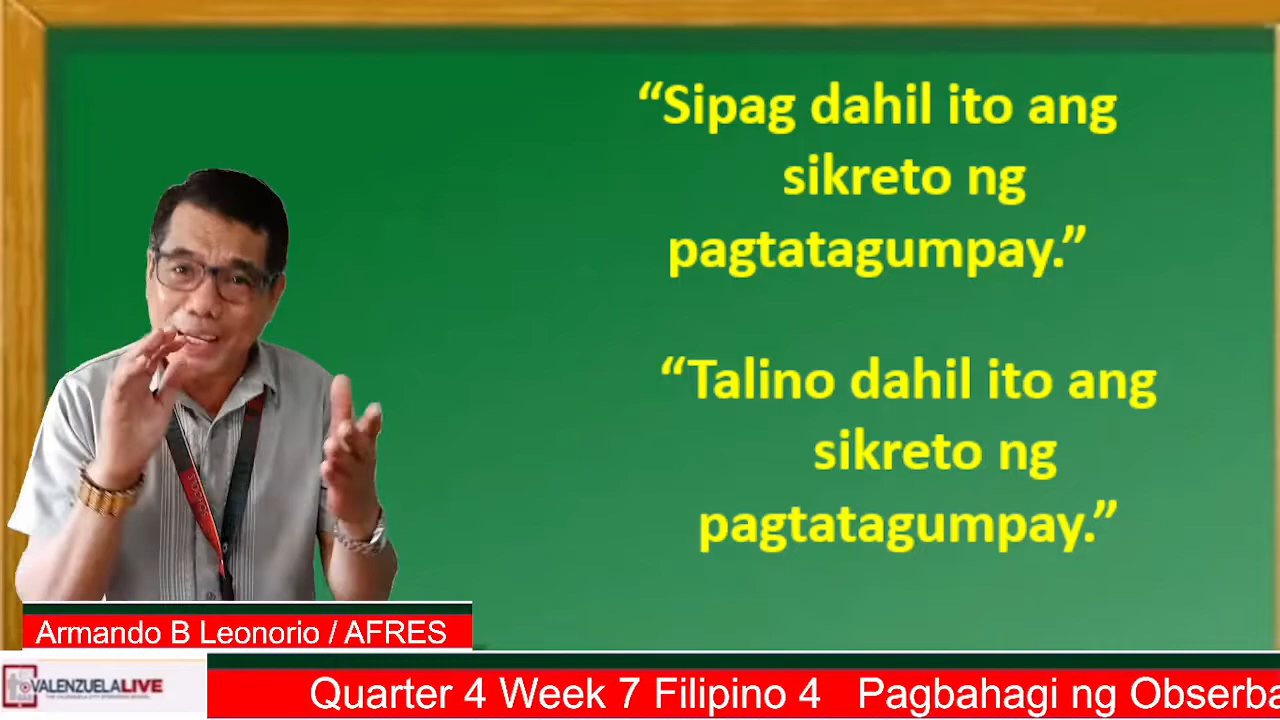 “Sipag dahil ito ang
sikreto ng
pagtatagumpay.”
“Talino dahil ito ang
sikreto ng
pagtatagumpay.”
Armando B Leonorio / AFRES
VALENZUELALIVE
Quarter 4 Week 7 Filipino 4 Pagbahagi ng Obserba